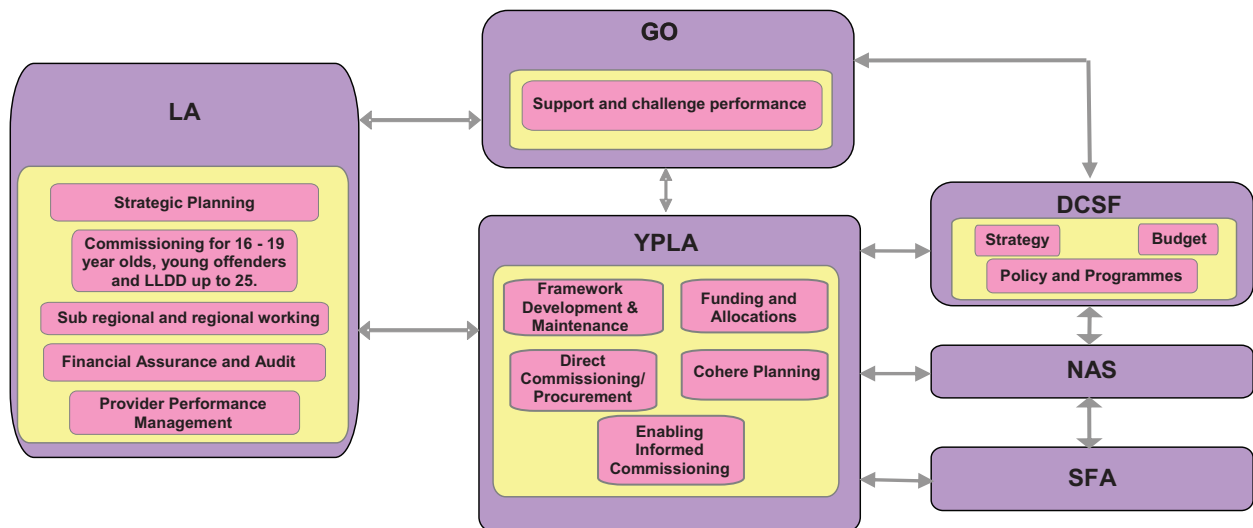 GO
Support and challenge performance
LA
Strategic Planning
Commissioning for 16 - 19
year olds, young offenders
and LLDD up to 25.
Sub regional and regional working
Financial Assurance and Audit
Provider Performance
Management
YPLA
Framework
Development &
Maintenance
Funding and
Allocations
Direct
Commissioning/
Procurement
Cohere Planning
Enabling
Informed
Commissioning
DCSF
Strategy
Budget
Policy and Programmes
NAS
SFA